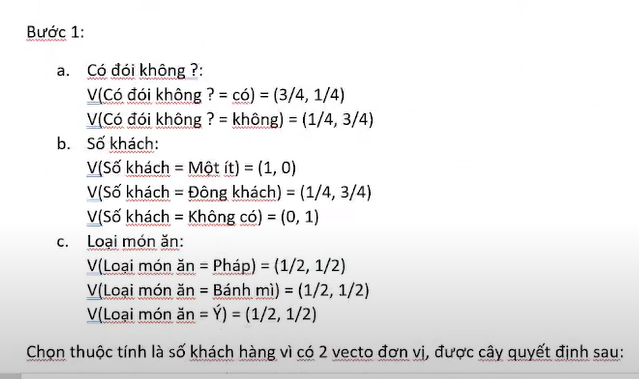 Bước 1:
a. Có đói không ?:
V(Có đói không ? = có) = (3/4, 1/4)
V(Có đói không ? = không) = (1/4, 3/4)
b. Số khách:
V(Số khách = Một ít) = (1, 0)
V(Số khách = Đông khách) = (1/4, 3/4)
V(Số khách = Không có) = (0, 1)
c. Loại món ăn:
V(Loại món ăn = Pháp) = (1/2, 1/2)
V(Loại món ăn = Bánh mì) = (1/2, 1/2)
V(Loại món ăn = Ý) = (1/2, 1/2)
Chọn thuộc tính là số khách hàng vì có 2 vecto đơn vị, được cây quyết định sau: